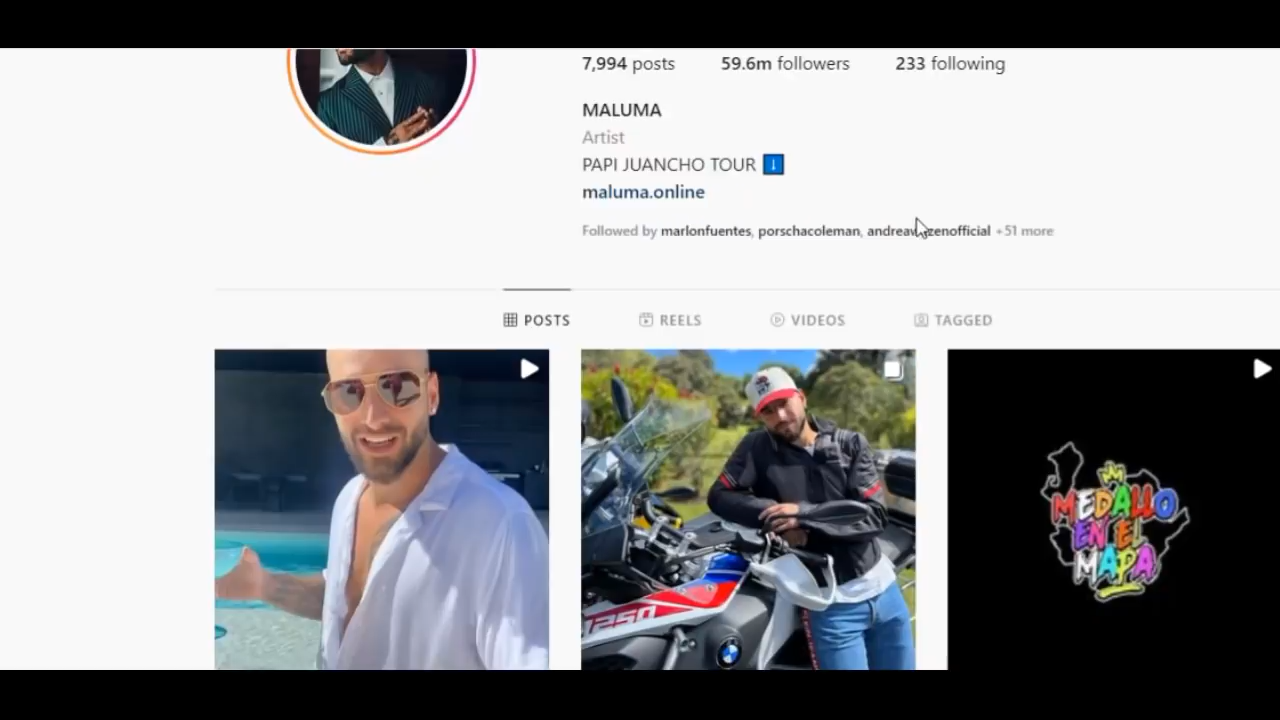 7,994 posts 59.6m followers 233 following
MALUMA
Artist
PAPI JUANCHO TOUR
maluma.online
Followed by marlonfuentes, porschacoleman, +51 more
POSTS REELS VIDEOS TAGGED
1250
MEDALLO
EN EL
MAPA